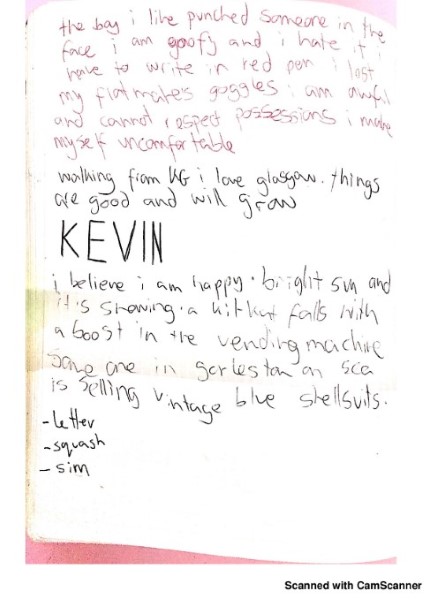 the boy i like punched someone in the
face i am goofy and i hate it i
have to write in red pen i lost
my flatmate's goggles i am awful
and cannot respect possessions i make
myself uncomfortable
walking from KG i love glasgow. things
are good and will grow
KEVIN
i believe i am happy. bright sun and
it's snowing. a kitkat falls with
a boost in the vending machine
some one in gorleston on sea
is selling vintage blue shellsuits.
- letter
- squash
- sim
Scanned with CamScanner